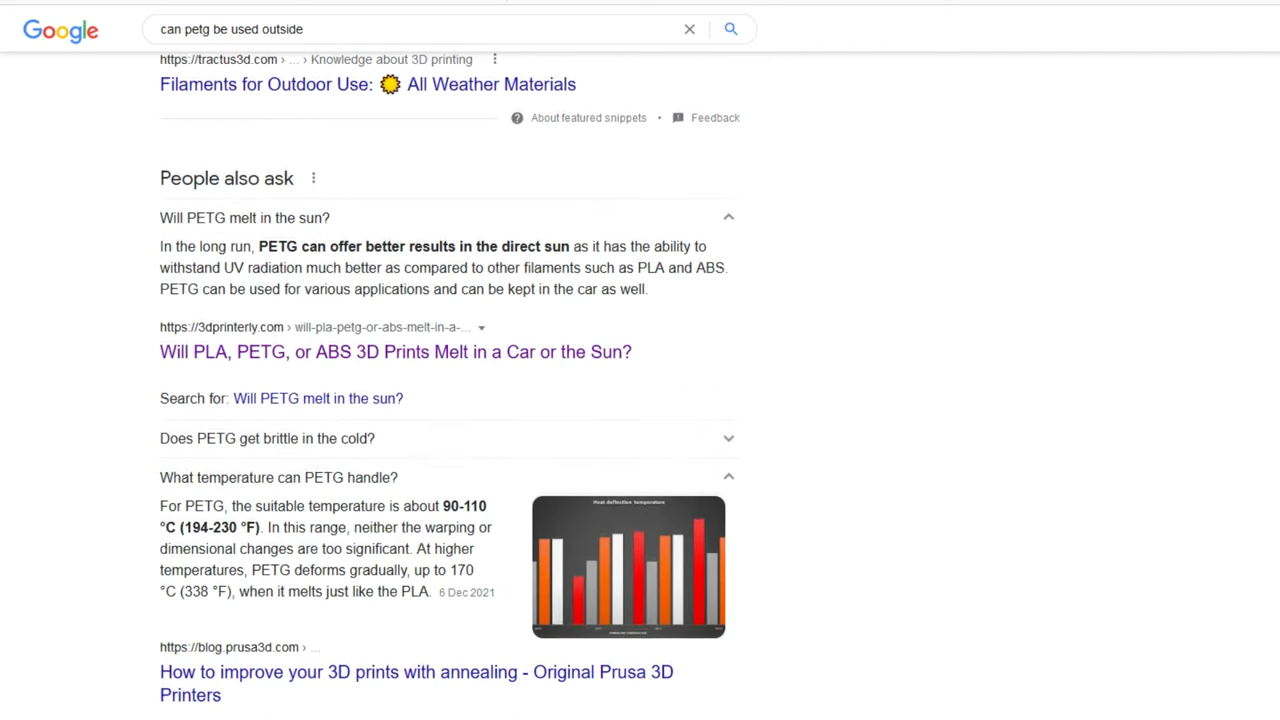 Google
can petg be used outside
https://tractus3d.com › ... › Knowledge about 3D printing
Filaments for Outdoor Use: All Weather Materials
About featured snippets • Feedback
People also ask
Will PETG melt in the sun?
In the long run, PETG can offer better results in the direct sun as it has the ability to
withstand UV radiation much better as compared to other filaments such as PLA and ABS.
PETG can be used for various applications and can be kept in the car as well.
https://3dprinterly.com › will-pla-petg-or-abs-melt-in-a-...
Will PLA, PETG, or ABS 3D Prints Melt in a Car or the Sun?
Search for: Will PETG melt in the sun?
Does PETG get brittle in the cold?
What temperature can PETG handle?
For PETG, the suitable temperature is about 90-110
°C (194-230 °F). In this range, neither the warping or
dimensional changes are too significant. At higher
temperatures, PETG deforms gradually, up to 170
°C (338 °F), when it melts just like the PLA. 6 Dec 2021
Heat deflection temperature
https://blog.prusa3d.com › ...
How to improve your 3D prints with annealing - Original Prusa 3D
Printers